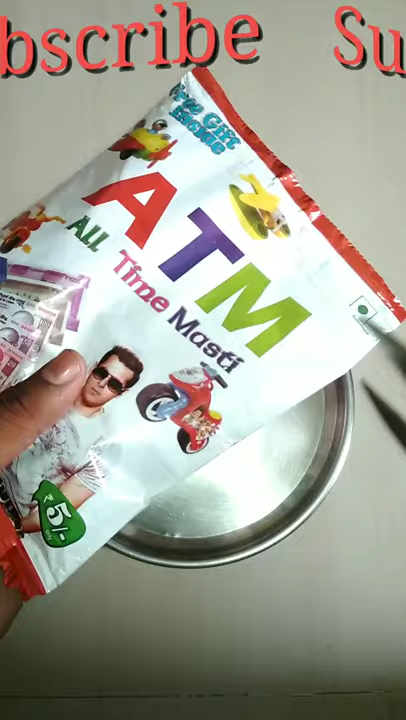 bscribe Su
Free Gift
Inside
ATM
ALL Time Masti
₹ 5/-